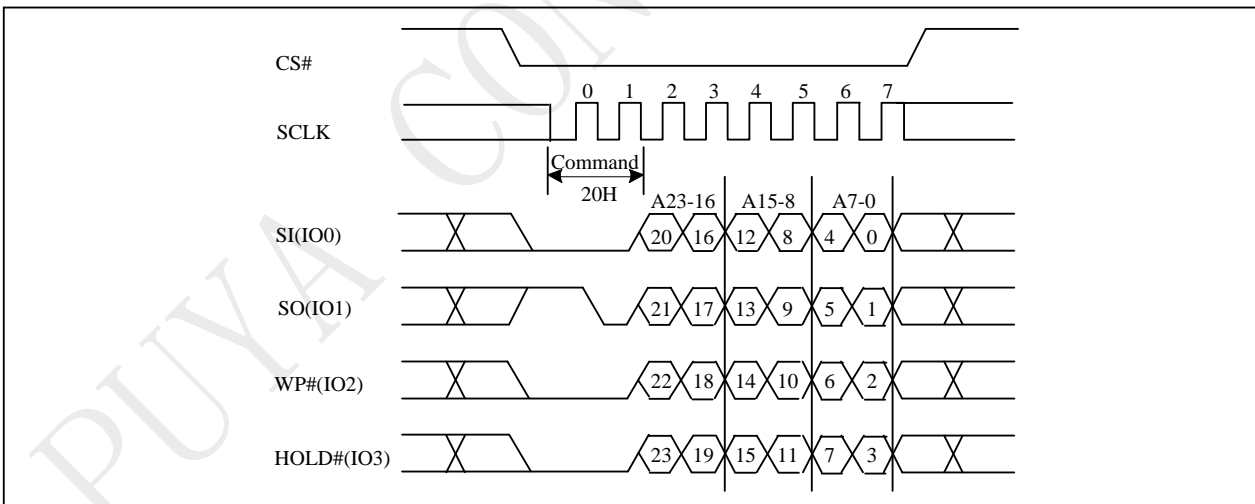 CS#
0 1 2 3 4 5 6 7
SCLK
Command
20H
A23-16 A15-8 A7-0
SI(IO0) 20 16 12 8 4 0
SO(IO1) 21 17 13 9 5 1
WP#(IO2) 22 18 14 10 6 2
HOLD#(IO3) 23 19 15 11 7 3
PUYA CON